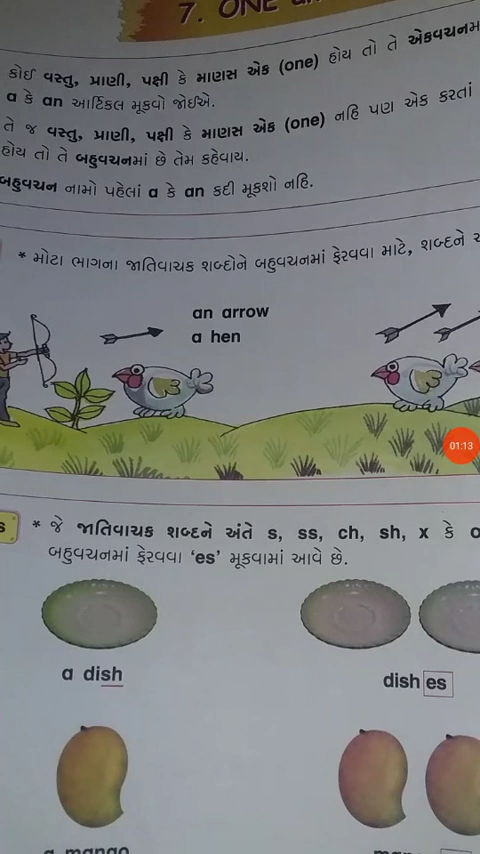 7. ONE
કોઈ વસ્તુ, પ્રાણી, પક્ષી કે માણસ એક (one) હોય તો તે એકવચનમ
a કે an આર્ટિકલ મૂકવો જોઈએ.
તે જ વસ્તુ, પ્રાણી, પક્ષી કે માણસ એક (one) નહિ પણ એક કરતાં
હોય તો તે બહુવચનમાં છે તેમ કહેવાય.
બહુવચન નામો પહેલાં a કે an કદી મૂકશો નહિ.
* મોટા ભાગના જાતિવાચક શબ્દોને બહુવચનમાં ફેરવવા માટે, શબ્દને
an arrow
a hen
01:13
s * જે જાતિવાચક શબ્દને અંતે s, ss, ch, sh, x કે
બહુવચનમાં ફેરવવા ‘es’ મૂકવામાં આવે છે.
a dish
dish es
a mango